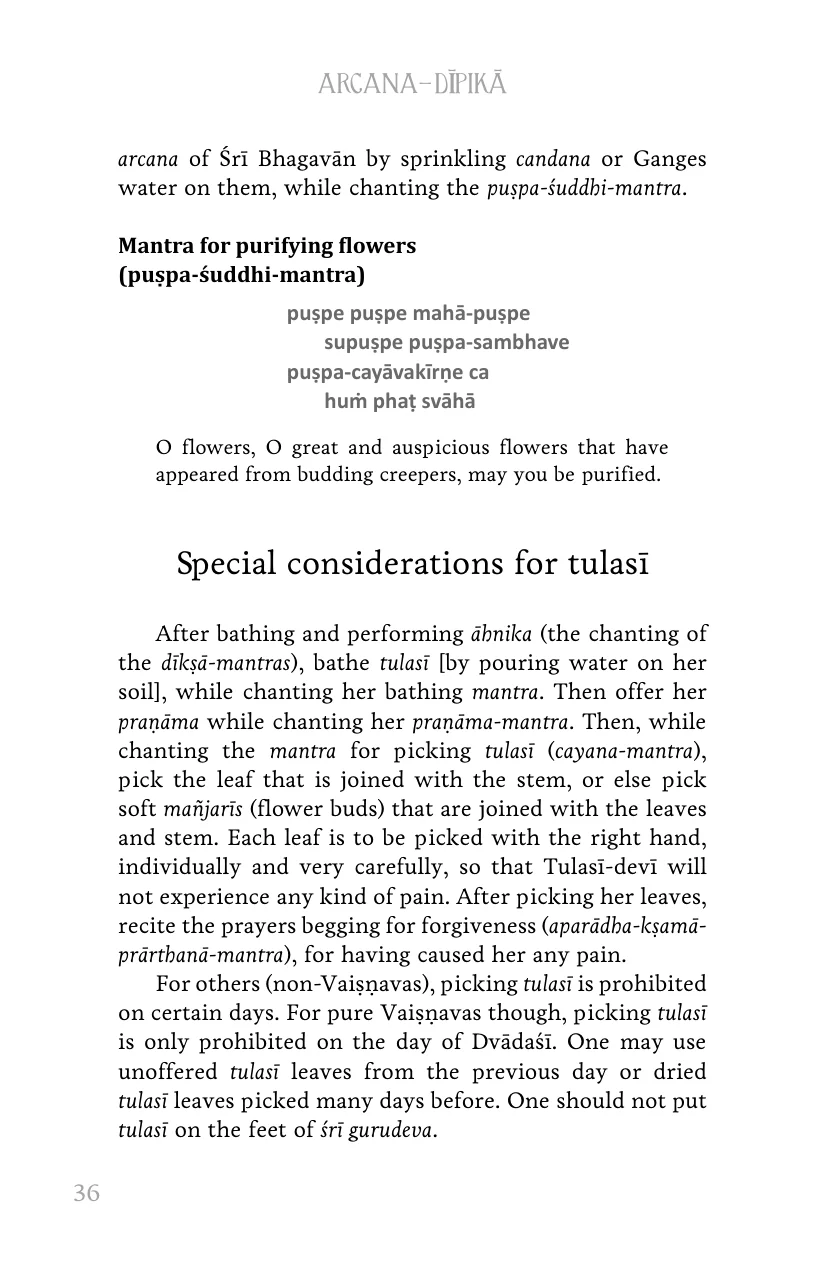 ARCANA–DĪPIKĀ
arcana of Śrī Bhagavān by sprinkling candana or Ganges
water on them, while chanting the puṣpa-śuddhi-mantra.
Mantra for purifying flowers
(puṣpa-śuddhi-mantra)
puṣpe puṣpe mahā-puṣpe
supuṣpe puṣpa-sambhave
puṣpa-cayāvakīrṇe ca
huṁ phaṭ svāhā
O flowers, O great and auspicious flowers that have
appeared from budding creepers, may you be purified.
Special considerations for tulasī
After bathing and performing āhnika (the chanting of
the dīkṣā-mantras), bathe tulasī [by pouring water on her
soil], while chanting her bathing mantra. Then offer her
praṇāma while chanting her praṇāma-mantra. Then, while
chanting the mantra for picking tulasī (cayana-mantra),
pick the leaf that is joined with the stem, or else pick
soft mañjarīs (flower buds) that are joined with the leaves
and stem. Each leaf is to be picked with the right hand,
individually and very carefully, so that Tulasī-devī will
not experience any kind of pain. After picking her leaves,
recite the prayers begging for forgiveness (aparādha-kṣamā-
prārthanā-mantra), for having caused her any pain.
For others (non-Vaiṣṇavas), picking tulasī is prohibited
on certain days. For pure Vaiṣṇavas though, picking tulasī
is only prohibited on the day of Dvādaśī. One may use
unoffered tulasī leaves from the previous day or dried
tulasī leaves picked many days before. One should not put
tulasī on the feet of śrī gurudeva.
36